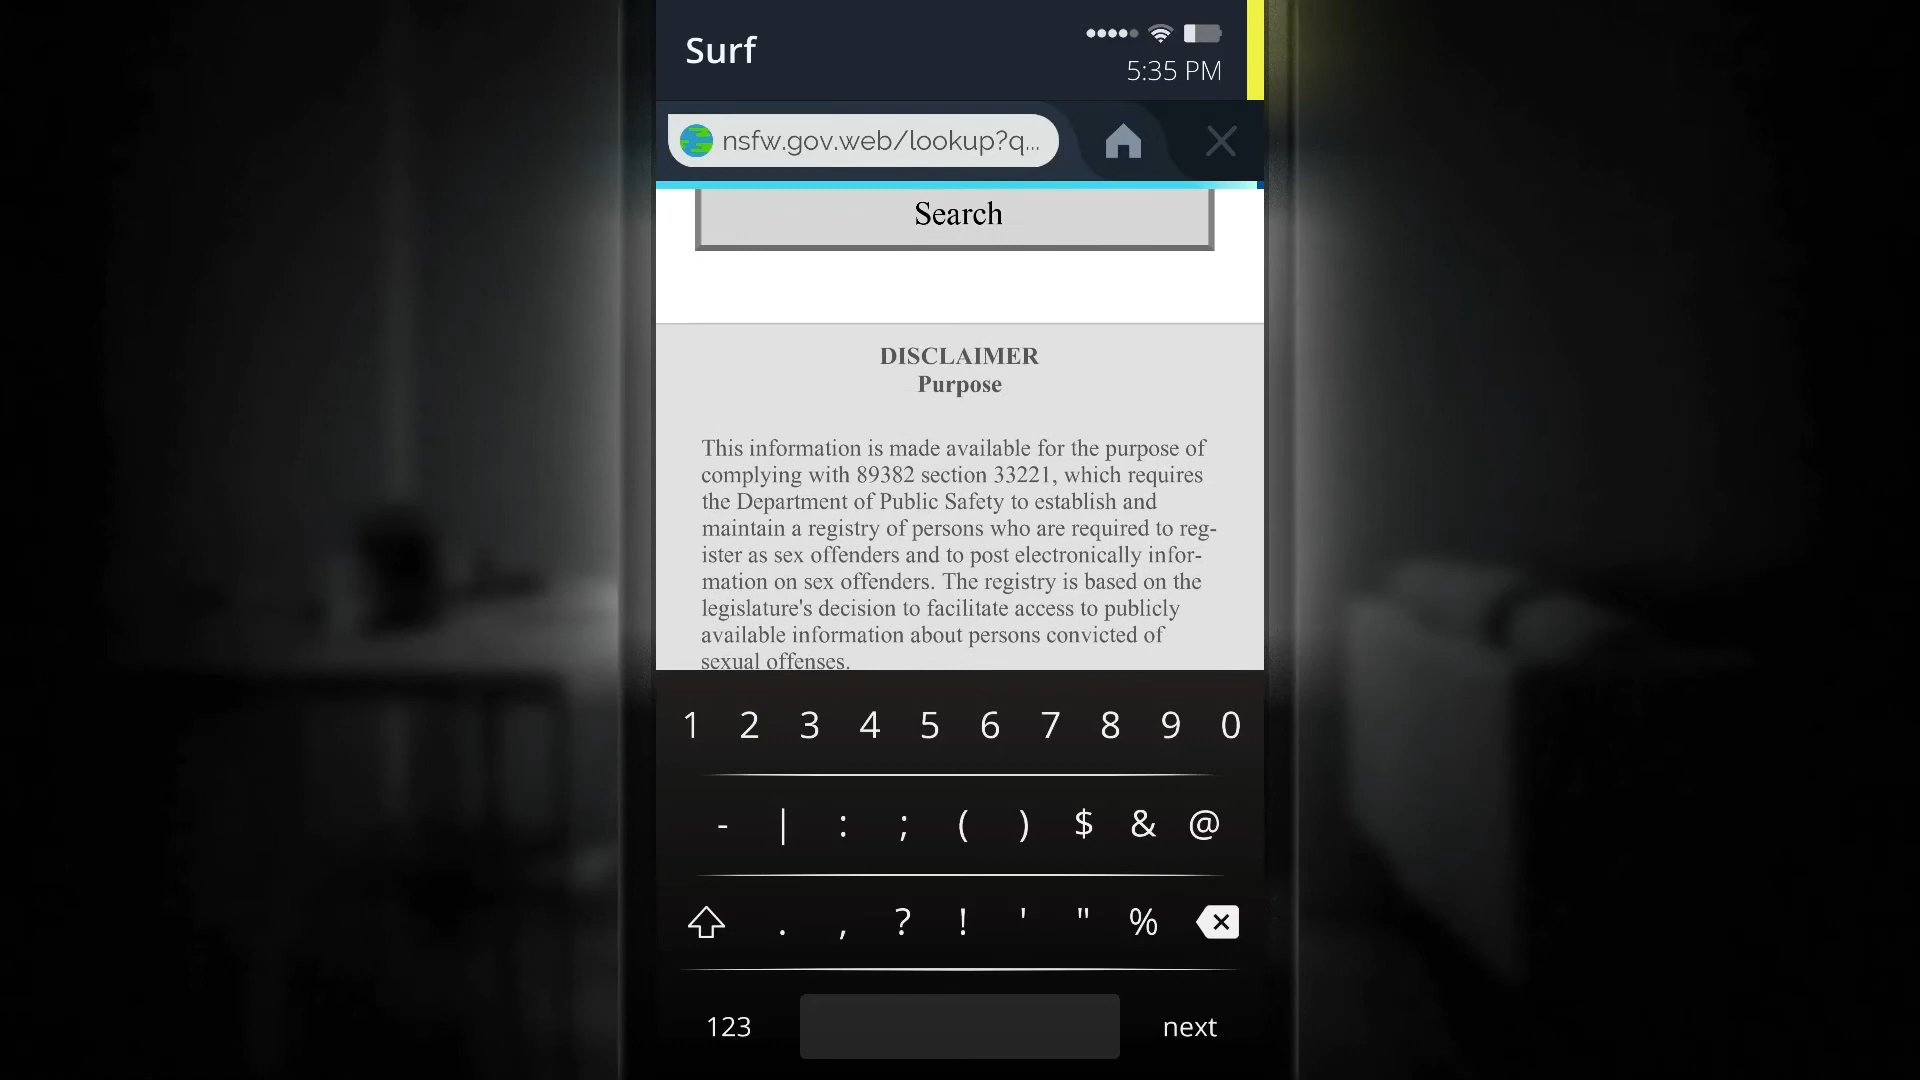 Surf
5:35 PM
nsfw.gov.web/lookup?q...
Search
DISCLAIMER
Purpose
This information is made available for the purpose of
complying with 89382 section 33221, which requires
the Department of Public Safety to establish and
maintain a registry of persons who are required to reg-
ister as sex offenders and to post electronically infor-
mation on sex offenders. The registry is based on the
legislature's decision to facilitate access to publicly
available information about persons convicted of
sexual offenses.
1 2 3 4 5 6 7 8 9 0
- | : ; ( ) $ & @
. , ? ! ' " %
123 next